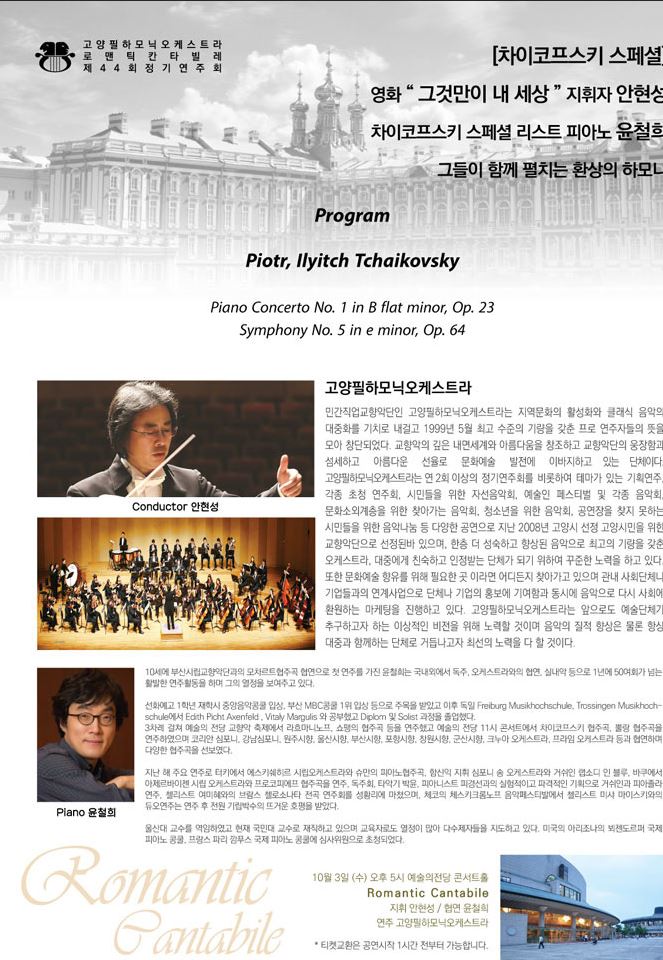 고양필하모닉오케스트라
로맨틱칸타빌레
제44회정기연주회
[차이코프스키 스페셜]
영화 “ 그것만이 내 세상 ” 지휘자 안현성
차이코프스키 스페셜 리스트 피아노 윤철희
그들이 함께 펼치는 환상의 하모니
Program
Piotr, Ilyitch Tchaikovsky
Piano Concerto No. 1 in B flat minor, Op. 23
Symphony No. 5 in e minor, Op. 64
고양필하모닉오케스트라
민간직업교향악단인 고양필하모닉오케스트라는 지역문화의 활성화와 클래식 음악의
대중화를 기치로 내걸고 1999년 5월 최고 수준의 기량을 갖춘 프로 연주자들의 뜻을
모아 창단되었다. 교향악의 깊은 내면세계와 아름다움을 창조하고 교향악단의 웅장함과
섬세하고 아름다운 선율로 문화예술 발전에 이바지하고 있는 단체이다.
고양필하모닉오케스트라는 연 2회 이상의 정기연주회를 비롯하여 테마가 있는 기획연주,
각종 초청 연주회, 시민들을 위한 자선음악회, 예술인 페스티벌 및 각종 음악회,
문화소외계층을 위한 찾아가는 음악회, 청소년을 위한 음악회, 공연장을 찾지 못하는
시민들을 위한 음악나눔 등 다양한 공연으로 지난 2008년 고양시 선정 고양시민을 위한
교향악단으로 선정된바 있으며, 한층 더 성숙하고 향상된 음악으로 최고의 기량을 갖춘
오케스트라, 대중에게 친숙하고 인정받는 단체가 되기 위하여 꾸준한 노력을 하고 있다.
또한 문화예술 향유를 위해 필요한 곳 이라면 어디든지 찾아가고 있으며 관내 사회단체나
기업들과의 연계사업으로 단체나 기업의 홍보에 기여함과 동시에 음악으로 다시 사회에
환원하는 마케팅을 진행하고 있다. 고양필하모닉오케스트라는 앞으로도 예술단체가
추구하고자 하는 이상적인 비전을 위해 노력할 것이며 음악의 질적 향상은 물론 항상
대중과 함께하는 단체로 거듭나고자 최선의 노력을 다 할 것이다.
Conductor 안현성
10세에 부산시립교향악단과의 모차르트협주곡 협연으로 첫 연주를 가진 윤철희는 국내외에서 독주, 오케스트라와의 협연, 실내악 등으로 1년에 50여회가 넘는
활발한 연주활동을 하며 그의 열정을 보여주고 있다.
선화예고 1학년 재학시 중앙음악콩쿨 입상, 부산 MBC콩쿨 1위 입상 등으로 주목을 받았고 이후 독일 Freiburg Musikhochschule, Trossingen Musikhoch-
schule에서 Edith Picht Axenfeld , Vitaly Margulis 와 공부했고 Diplom 및 Solist 과정을 졸업했다.
3차례 걸쳐 예술의 전당 교향악 축제에서 라흐마니노프, 쇼팽의 협주곡 등을 연주했고 예술의 전당 11시 콘서트에서 차이코프스키 협주곡, 뿔랑 협주곡을
연주하였으며 코리안 심포니, 강남심포니, 원주시향, 울산시향, 부산시향, 포항시향, 창원시향, 군산시향, 크누아 오케스트라, 프라임 오케스트라 등과 협연하며
다양한 협주곡을 선보였다.
지난 해 주요 연주로 터키에서 에스키쉐히르 시립오케스트라와 슈만의 피아노협주곡, 함신익 지휘 심포니 송 오케스트라와 거슈인 랩소디 인 블루, 바쿠에서
아제르바이젠 시립 오케스트라와 프로코피에프 협주곡을 연주, 독주회, 타악기 박윤, 피아니스트 피경선과의 실험적이고 파격적인 기획으로 거쉬인과 피아졸라
연주, 첼리스트 여미혜와의 브람스 첼로소나타 전곡 연주회를 성황리에 마쳤으며, 체코의 체스키크룸노프 음악페스티발에서 첼리스트 미샤 마이스키와의
듀오연주는 연주 후 전원 기립박수의 뜨거운 호평을 받았다.
울산대 교수를 역임하였고 현재 국민대 교수로 재직하고 있으며 교육자로도 열정이 많아 다수제자들을 지도하고 있다. 미국의 아리조나의 뵈젠도르퍼 국제
피아노 콩쿨, 프랑스 파리 깜푸스 국제 피아노 콩쿨에 심사위원으로 초청되었다.
Piano 윤철희
Romantic
Cantabile
10월 3일 (수) 오후 5시 예술의전당 콘서트홀
Romantic Cantabile
지휘 안현성 / 협연 윤철희
연주 고양필하모닉오케스트라
* 티켓교환은 공연시작 1시간 전부터 가능합니다.